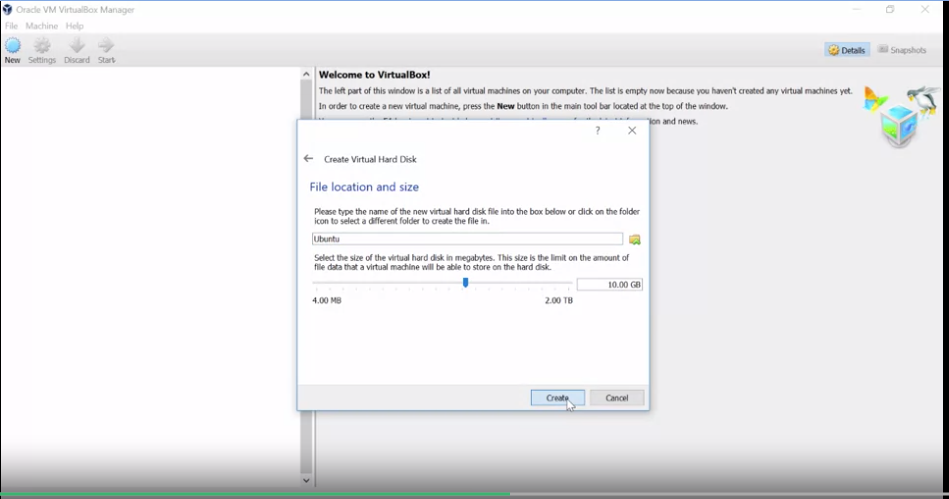 Oracle VM VirtualBox Manager
File Machine Help
New Settings Discard Start
Details Snapshots
Welcome to VirtualBox!
The left part of this window is a list of all virtual machines on your computer. The list is empty now because you haven't created any virtual machines yet.
In order to create a new virtual machine, press the New button in the main tool bar located at the top of the window.
ion and news.
?
Create Virtual Hard Disk
File location and size
Please type the name of the new virtual hard disk file into the box below or click on the folder
icon to select a different folder to create the file in.
Ubuntu
Select the size of the virtual hard disk in megabytes. This size is the limit on the amount of
file data that a virtual machine will be able to store on the hard disk.
10.00 GB
4.00 MB 2.00 TB
Create Cancel